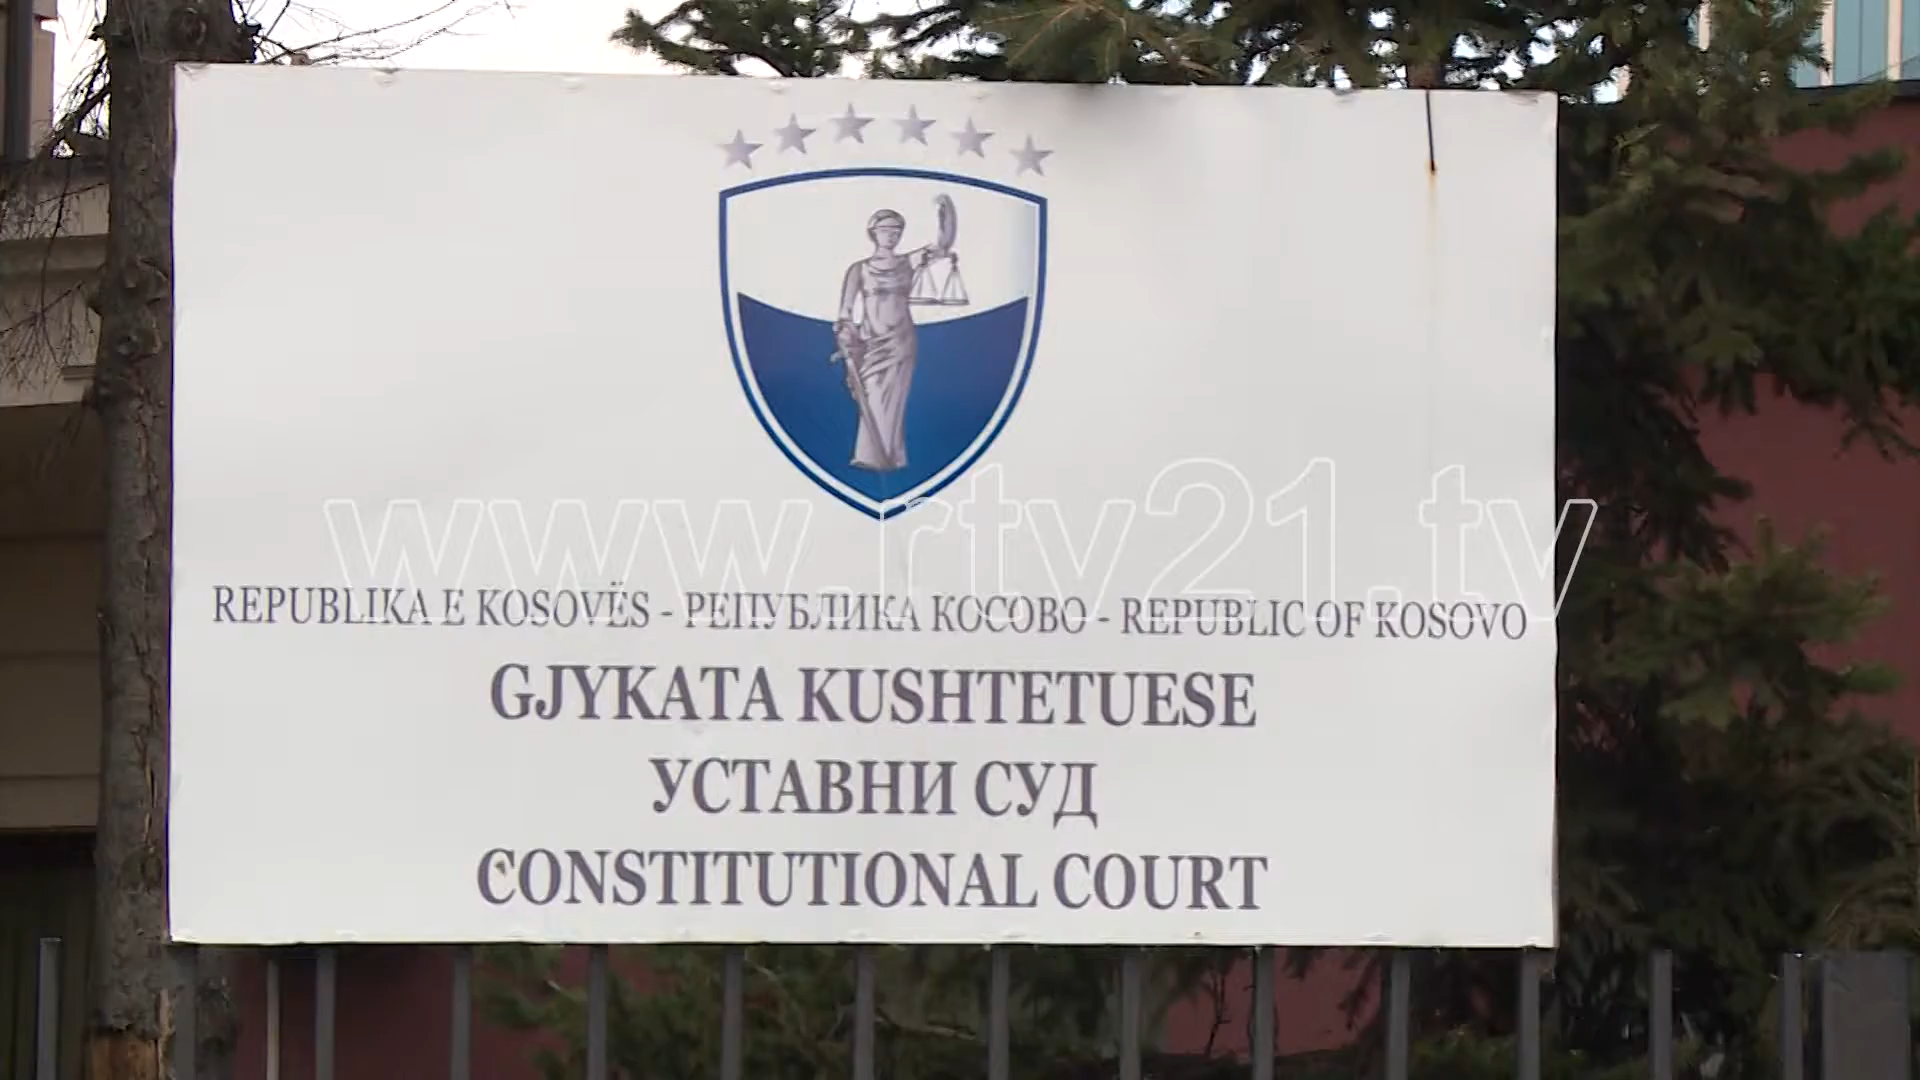 www.rtv21.tv
REPUBLIKA E KOSOVËS - РЕПУБЛИКА КОСОВО - REPUBLIC OF KOSOVO
GJYKATA KUSHTETUESE
УСТАВНИ СУД
CONSTITUTIONAL COURT